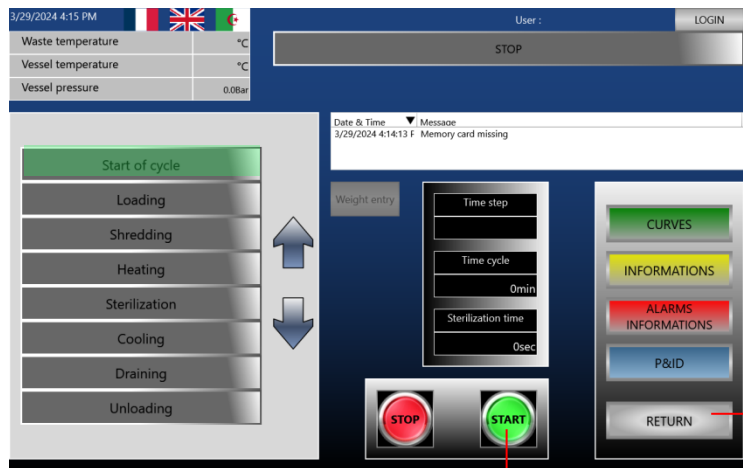 3/29/2024 4:15 PM
User :
LOGIN
Waste temperature
°C
Vessel temperature
°C
Vessel pressure
0.0Bar
STOP
Date & Time
Message
3/29/2024 4:14:13 F
Memory card missing
Start of cycle
Loading
Shredding
Heating
Sterilization
Cooling
Draining
Unloading
Weight entry
Time step
Time cycle
0min
Sterilization time
0sec
STOP
START
CURVES
INFORMATIONS
ALARMS
INFORMATIONS
P&ID
RETURN